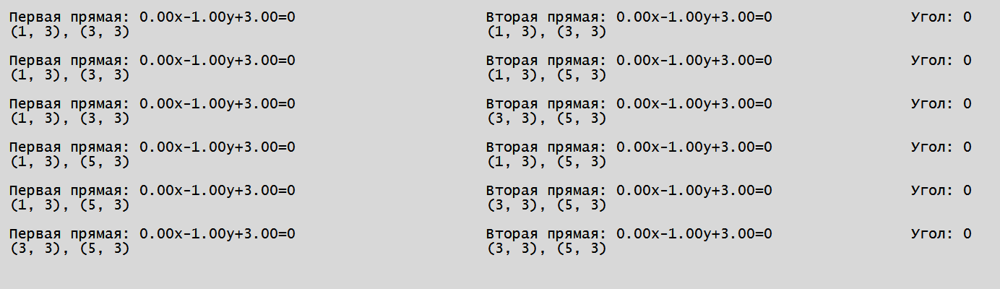 Первая прямая: 0.00x-1.00y+3.00=0 Вторая прямая: 0.00x-1.00y+3.00=0 Угол: 0
(1, 3), (3, 3) (1, 3), (3, 3)
Первая прямая: 0.00x-1.00y+3.00=0 Вторая прямая: 0.00x-1.00y+3.00=0 Угол: 0
(1, 3), (3, 3) (1, 3), (5, 3)
Первая прямая: 0.00x-1.00y+3.00=0 Вторая прямая: 0.00x-1.00y+3.00=0 Угол: 0
(1, 3), (3, 3) (3, 3), (5, 3)
Первая прямая: 0.00x-1.00y+3.00=0 Вторая прямая: 0.00x-1.00y+3.00=0 Угол: 0
(1, 3), (5, 3) (1, 3), (5, 3)
Первая прямая: 0.00x-1.00y+3.00=0 Вторая прямая: 0.00x-1.00y+3.00=0 Угол: 0
(1, 3), (5, 3) (3, 3), (5, 3)
Первая прямая: 0.00x-1.00y+3.00=0 Вторая прямая: 0.00x-1.00y+3.00=0 Угол: 0
(3, 3), (5, 3) (3, 3), (5, 3)